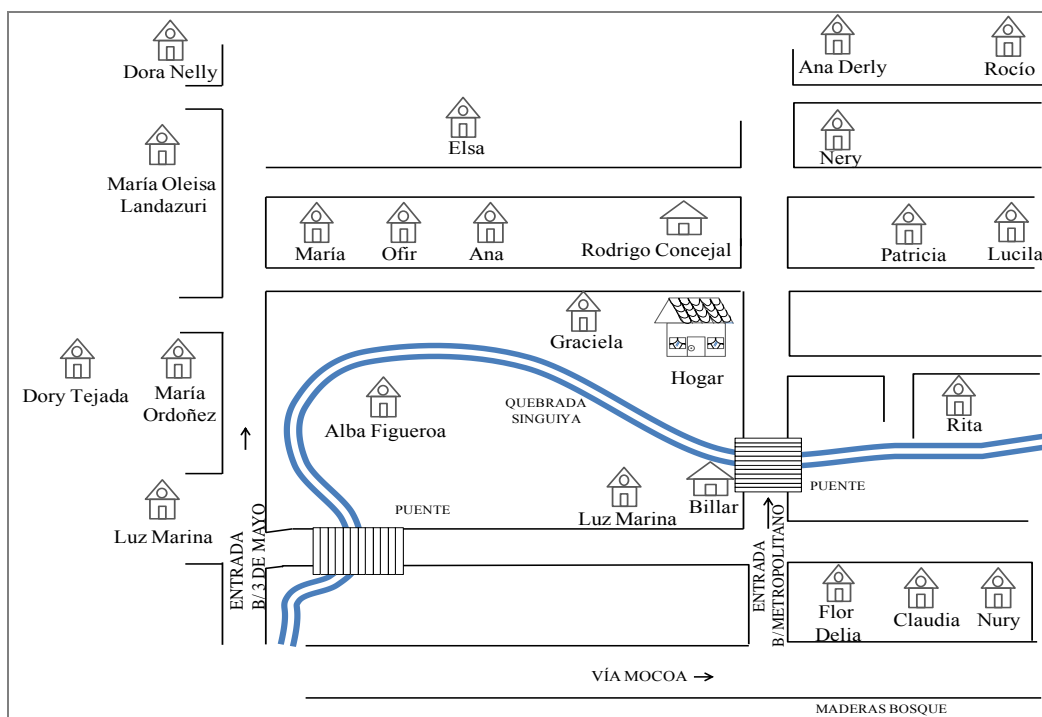 Dora Nelly
Ana Derly
Rocío
Elsa
Nery
María Oleisa
Landazuri
María
Ofir
Ana
Rodrigo Concejal
Patricia
Lucila
Graciela
Hogar
Dory Tejada
María
Ordoñez
Alba Figueroa
QUEBRADA
SINGUIYA
Rita
Luz Marina
PUENTE
Luz Marina
Billar
PUENTE
ENTRADA
B/ 3 DE MAYO
ENTRADA
B/METROPOLITANO
Flor
Delia
Claudia
Nury
VÍA MOCOA
MADERAS BOSQUE